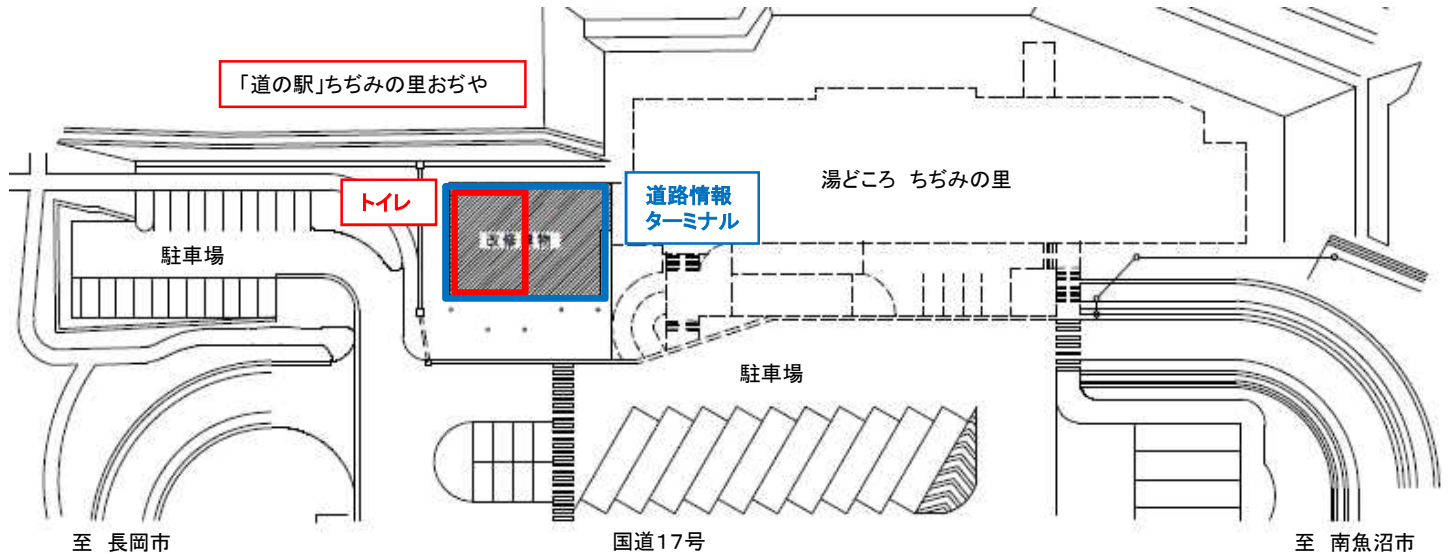 「道の駅」ちぢみの里おぢや
湯どころ ちぢみの里
トイレ
道路情報
ターミナル
改修建物
駐車場
駐車場
至 長岡市
国道17号
至 南魚沼市